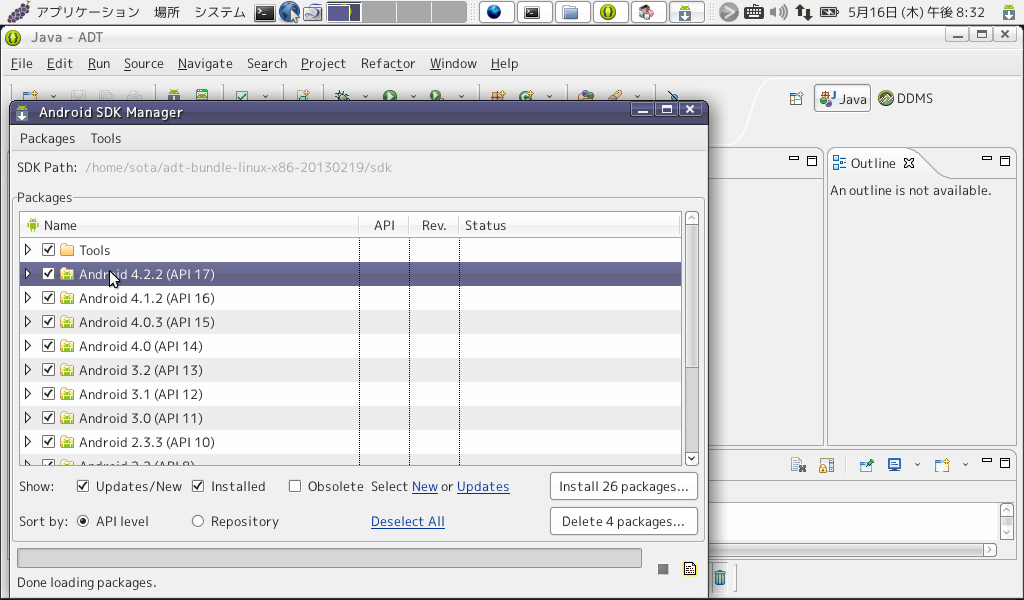 アプリケーション 場所 システム 5月16日 (木) 午後 8:32
Java - ADT
File Edit Run Source Navigate Search Project Refactor Window Help
Java DDMS
Android SDK Manager
Packages Tools
SDK Path: /home/sota/adt-bundle-linux-x86-20130219/sdk
Outline
An outline is not available.
Packages
Name API Rev. Status
Tools
Android 4.2.2 (API 17)
Android 4.1.2 (API 16)
Android 4.0.3 (API 15)
Android 4.0 (API 14)
Android 3.2 (API 13)
Android 3.1 (API 12)
Android 3.0 (API 11)
Android 2.3.3 (API 10)
Android 2.2 (API 8)
Show: Updates/New Installed Obsolete Select New or Updates Install 26 packages...
Sort by: API level Repository Deselect All Delete 4 packages...
Done loading packages.